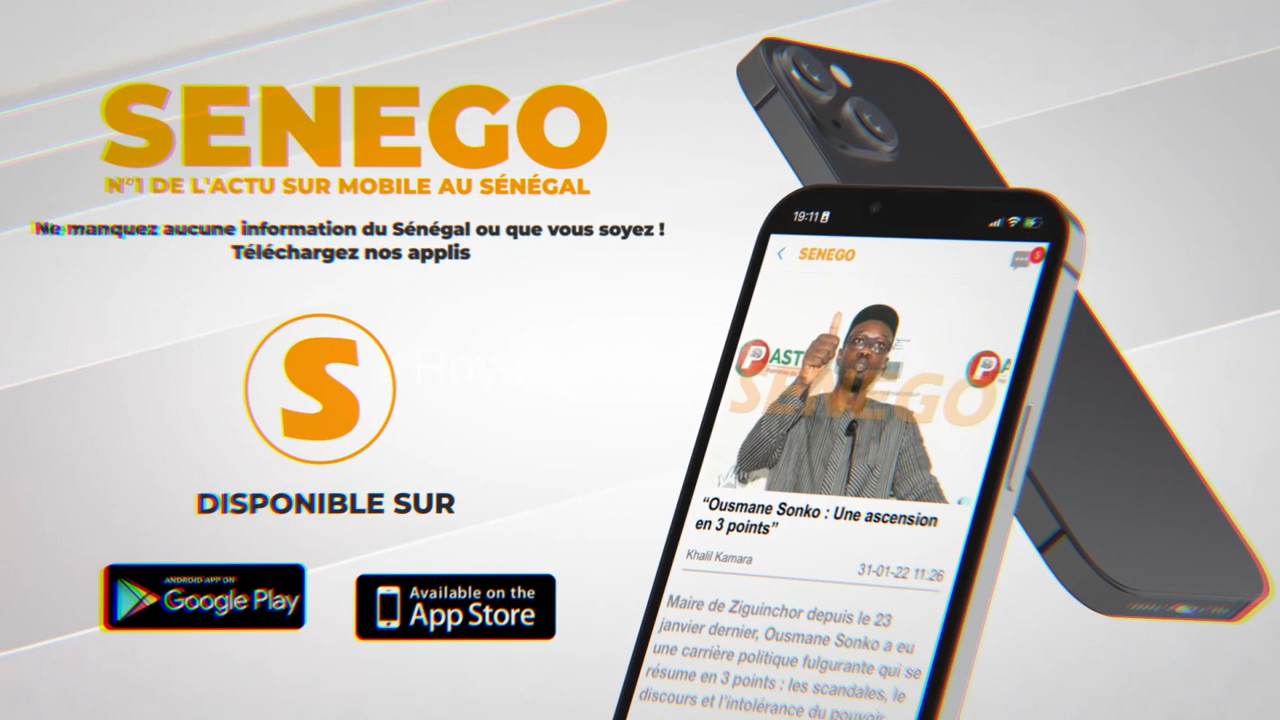 SENEGO
N°1 DE L'ACTU SUR MOBILE AU SÉNÉGAL
Ne manquez aucune information du Sénégal ou que vous soyez !
Téléchargez nos applis
S
DISPONIBLE SUR
ANDROID APP ON
Google Play
Available on the
App Store
19:11
SENEGO
5
PAST
SENEGO
“Ousmane Sonko : Une ascension
en 3 points”
Khalil Kamara
31-01-22 11:26
Maire de Ziguinchor depuis le 23
janvier dernier, Ousmane Sonko a eu
une carrière politique fulgurante qui se
résume en 3 points : les scandales, le
discours et l'intolérance du pouvoir